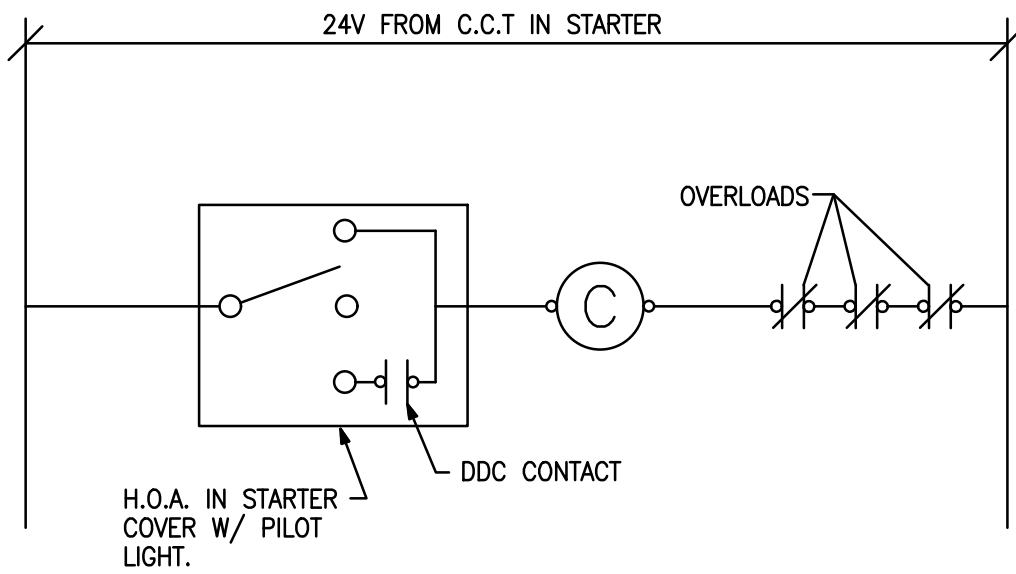 24V FROM C.C.T IN STARTER
OVERLOADS
C
DDC CONTACT
H.O.A. IN STARTER
COVER W/ PILOT
LIGHT.